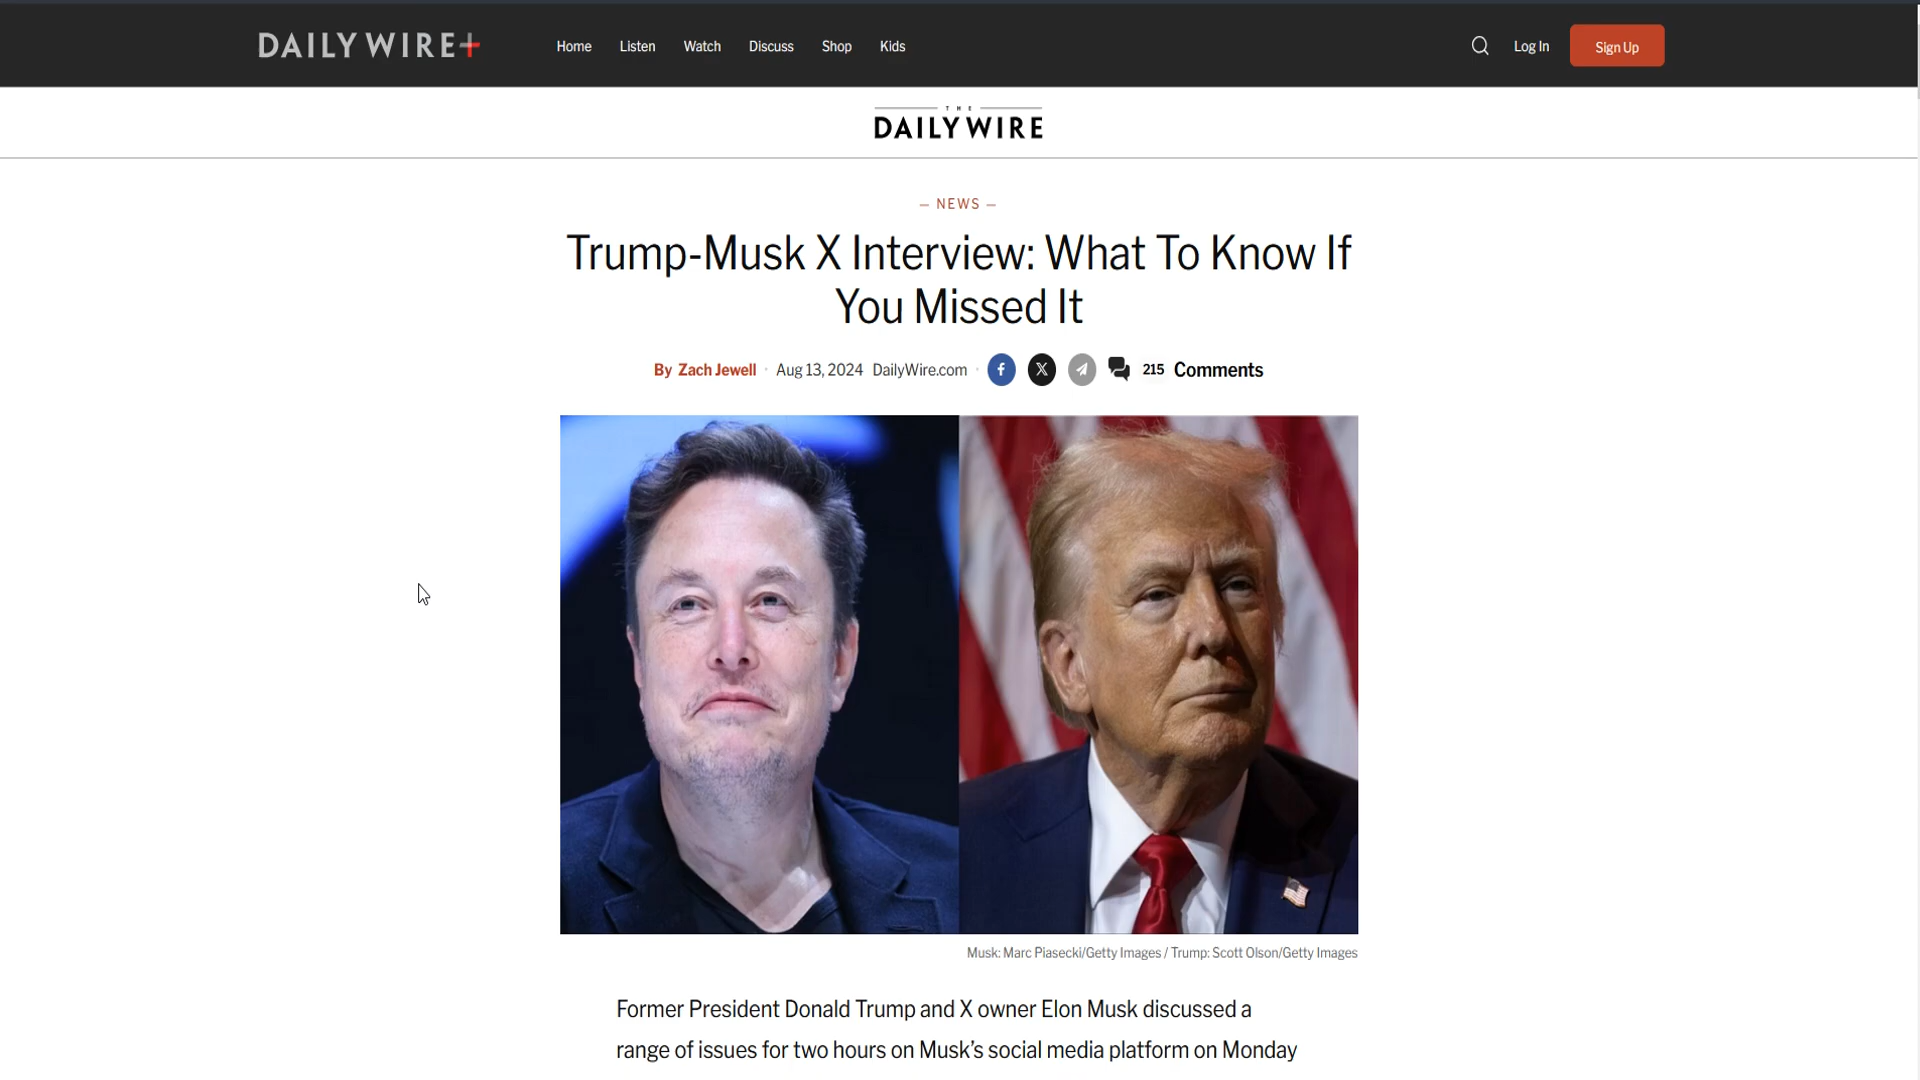 DAILY WIRE+
Home Listen Watch Discuss Shop Kids
Log In Sign Up
THE
DAILY WIRE
— NEWS —
Trump-Musk X Interview: What To Know If
You Missed It
By Zach Jewell · Aug 13, 2024 DailyWire.com · f X 215 Comments
Musk: Marc Piasecki/Getty Images / Trump: Scott Olson/Getty Images
Former President Donald Trump and X owner Elon Musk discussed a
range of issues for two hours on Musk’s social media platform on Monday